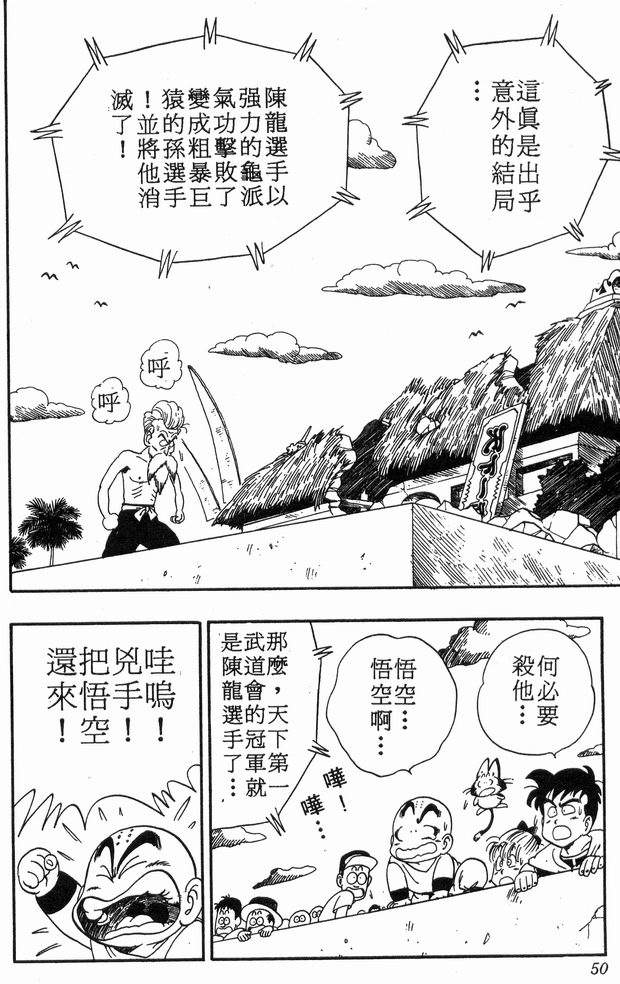 這眞是出乎
意外的結局
…
陳龍選手以
强力的龜派
氣功擊敗了
變成粗暴巨
猿的孫選手
！並將他消
滅了！
呼
呼
何必要
殺他…
悟空…
悟空啊…
那麼，天下第一
武道會的冠軍就
是陳龍選手了…
嘩！
嘩…
哇嗚！
兇手！
把悟空
還來！
50